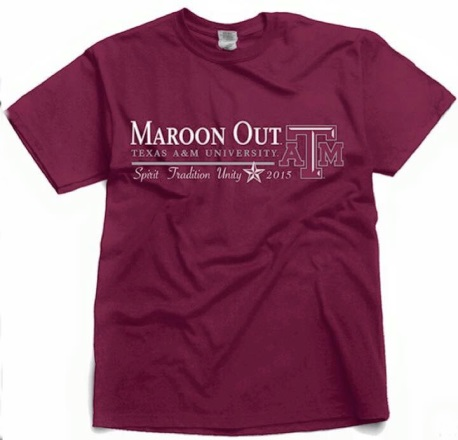 MAROON OUT
TEXAS A&M UNIVERSITY
ATM
Spirit Tradition Unity 2015